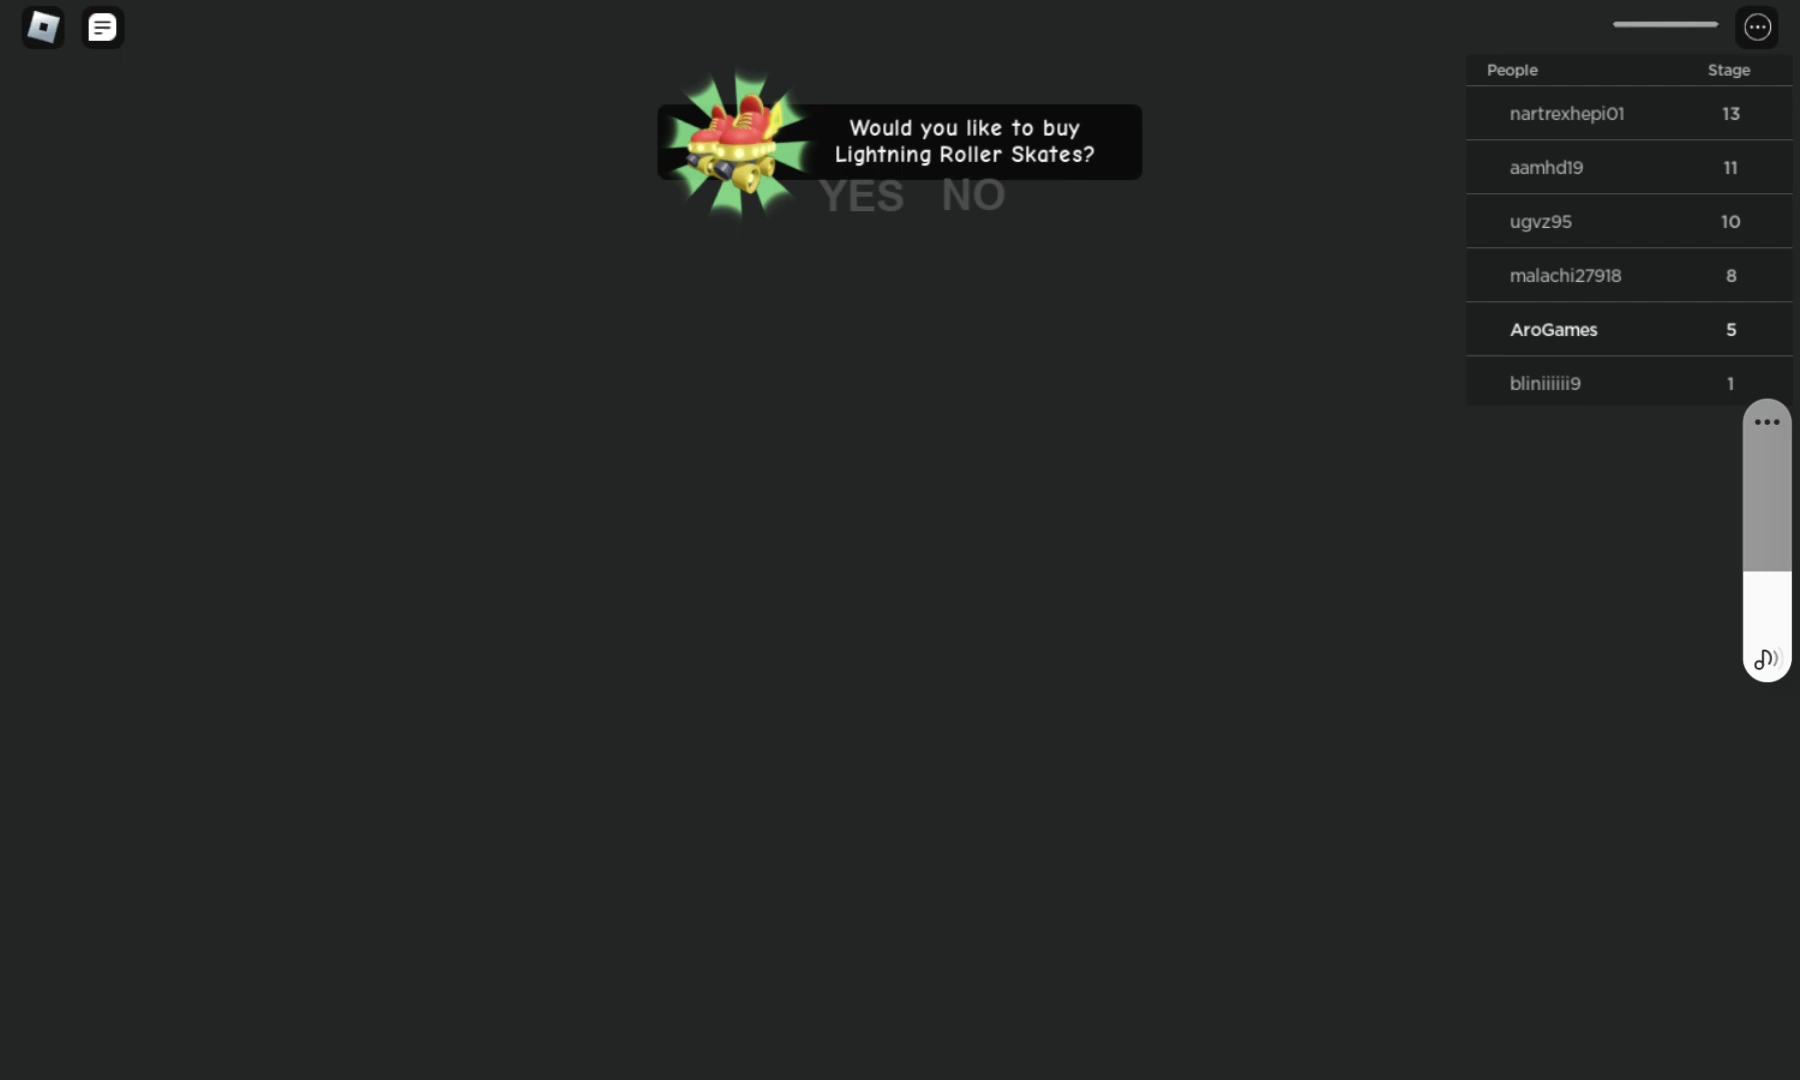 People Stage
nartrexhepi01 13
aamhd19 11
ugvz95 10
malachi27918 8
AroGames 5
bliniiiiii9 1
Would you like to buy
Lightning Roller Skates?
YES NO